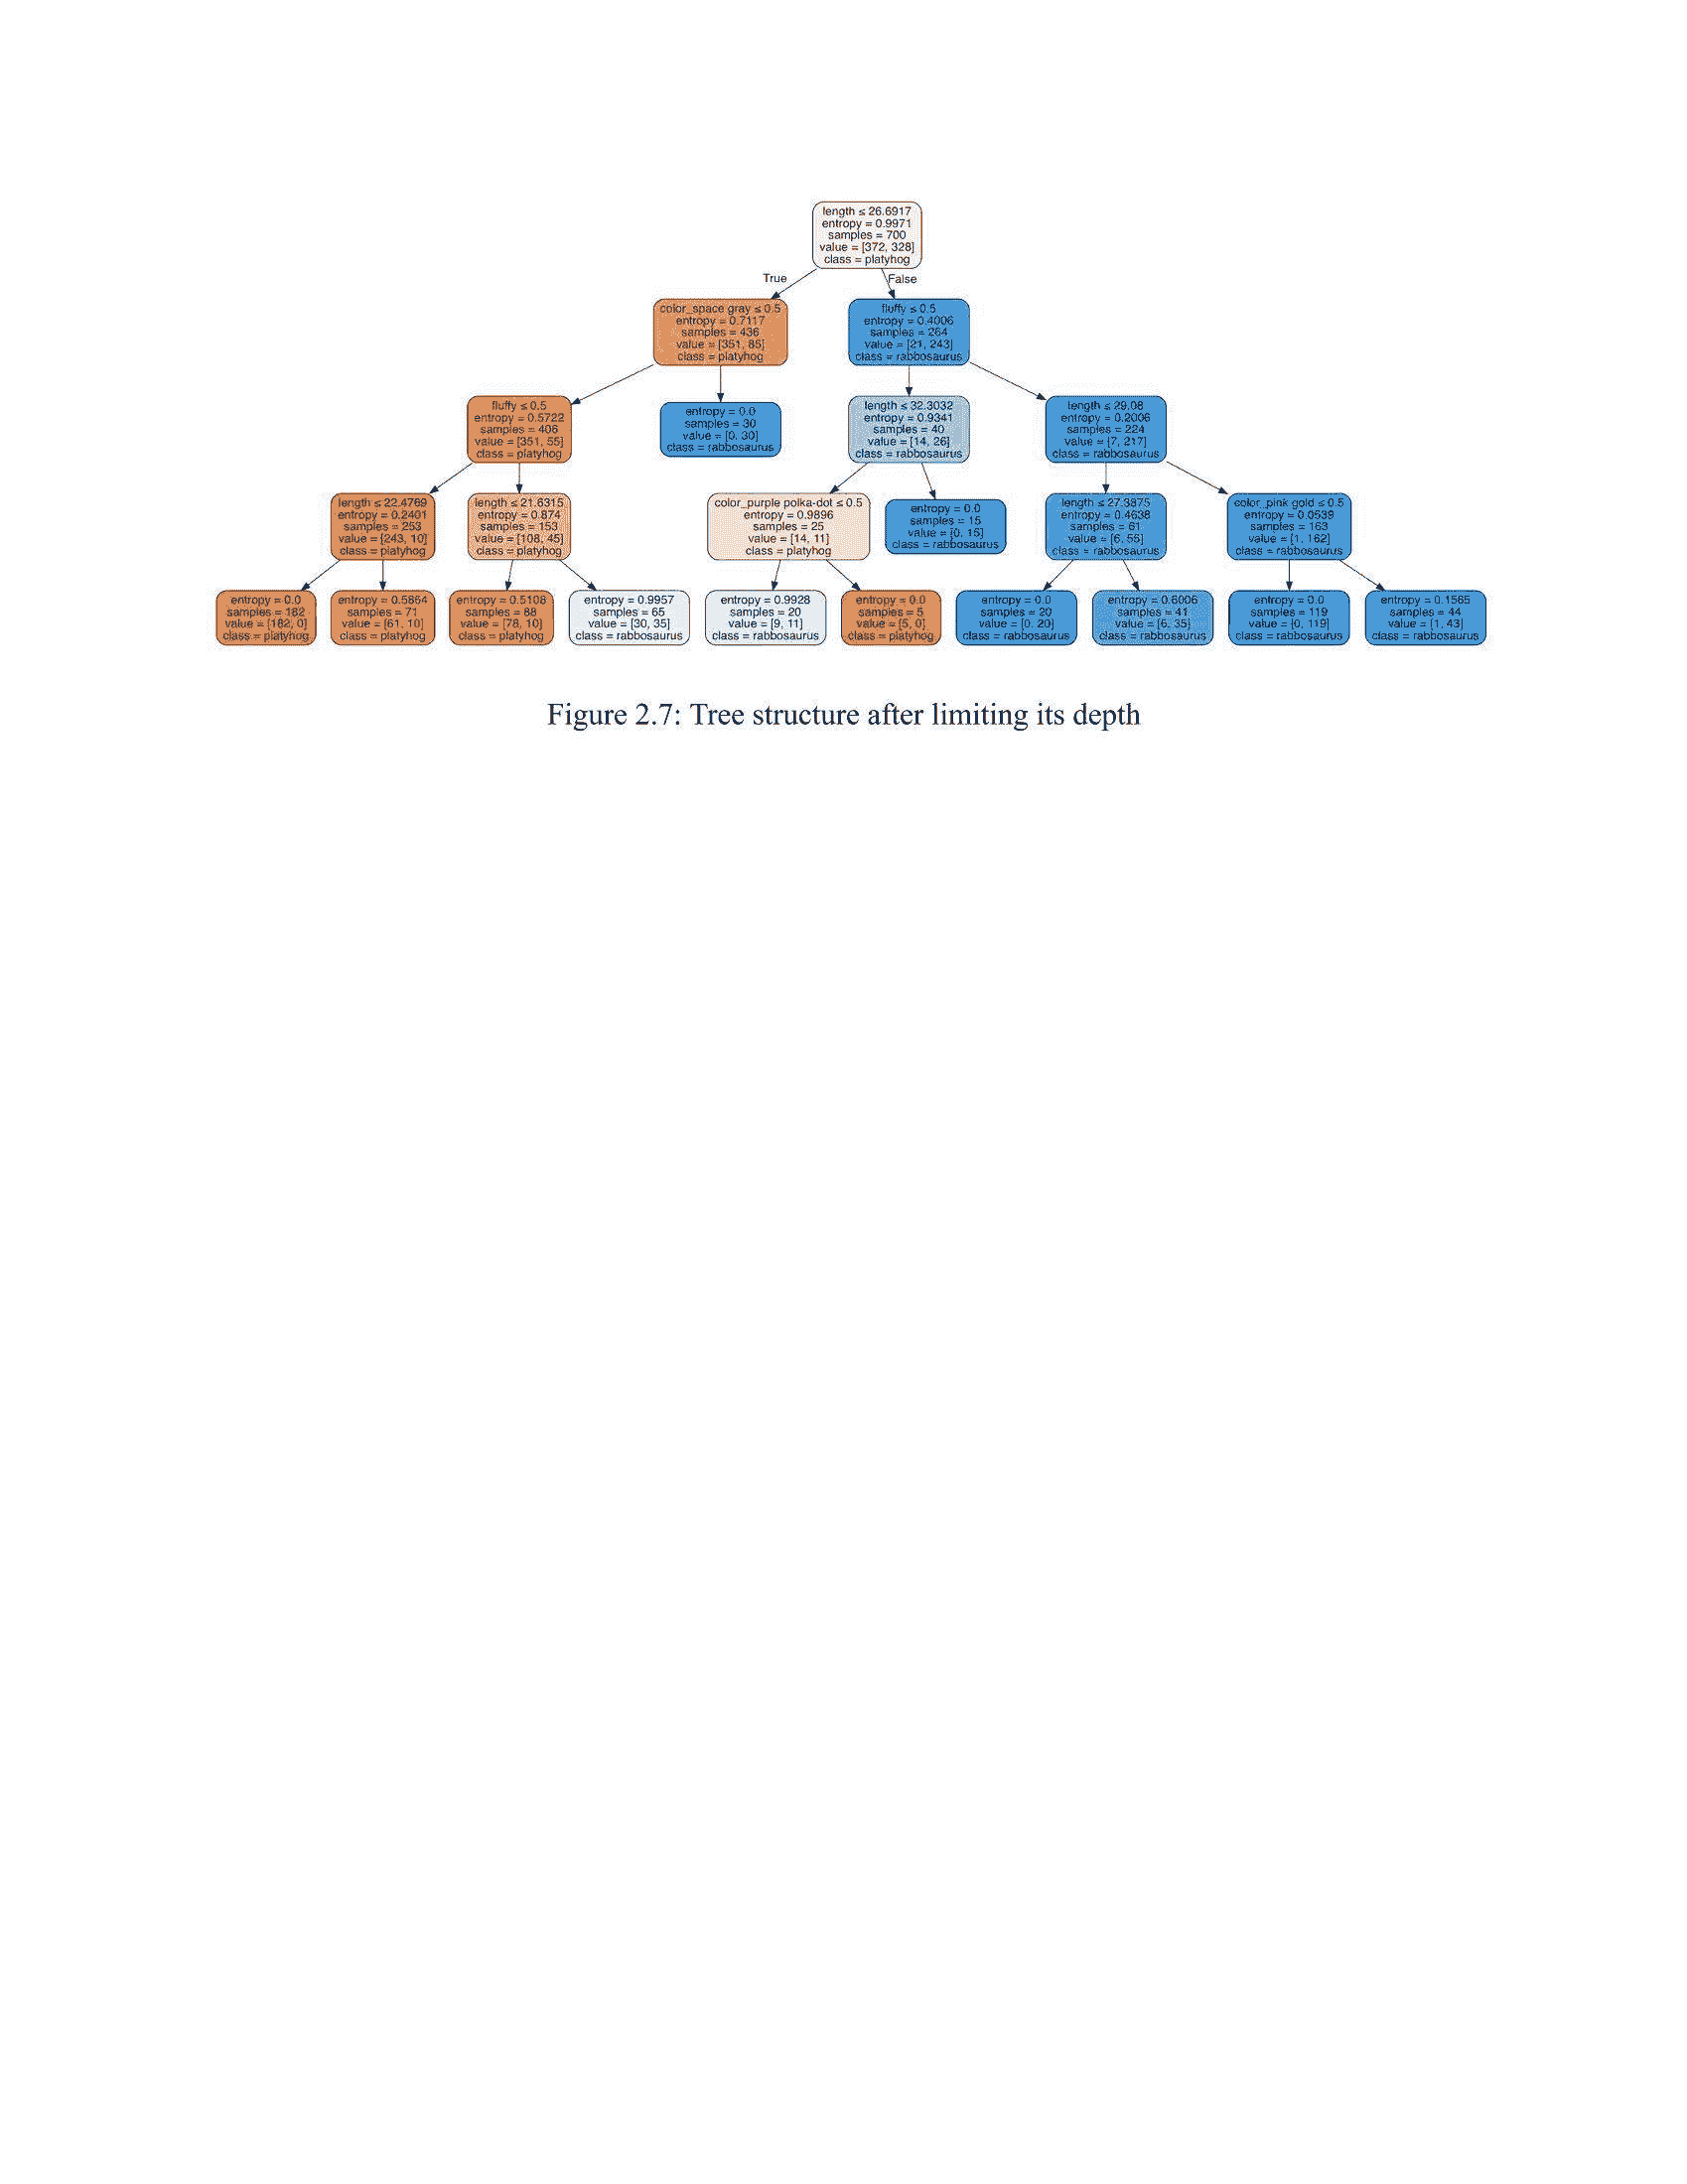 length ≤ 26.6917
entropy = 0.9971
samples = 700
value = [372, 328]
class = platyhog
True
False
color_space gray ≤ 0.5
entropy = 0.7117
samples = 436
value = [351, 85]
class = platyhog
fluffy ≤ 0.5
entropy = 0.4006
samples = 264
value = [21, 243]
class = rabbosaurus
fluffy ≤ 0.5
entropy = 0.5722
samples = 406
value = [351, 55]
class = platyhog
entropy = 0.0
samples = 30
value = [0, 30]
class = rabbosaurus
length ≤ 32.3032
entropy = 0.9341
samples = 40
value = [14, 26]
class = rabbosaurus
length ≤ 29.08
entropy = 0.2006
samples = 224
value = [7, 217]
class = rabbosaurus
length ≤ 22.4769
entropy = 0.2401
samples = 253
value = [243, 10]
class = platyhog
length ≤ 21.6315
entropy = 0.874
samples = 153
value = [108, 45]
class = platyhog
color_purple polka-dot ≤ 0.5
entropy = 0.9896
samples = 25
value = [14, 11]
class = platyhog
entropy = 0.0
samples = 15
value = [0, 15]
class = rabbosaurus
length ≤ 27.3875
entropy = 0.4638
samples = 61
value = [6, 55]
class = rabbosaurus
color_pink gold ≤ 0.5
entropy = 0.0539
samples = 163
value = [1, 162]
class = rabbosaurus
entropy = 0.0
samples = 182
value = [182, 0]
class = platyhog
entropy = 0.5864
samples = 71
value = [61, 10]
class = platyhog
entropy = 0.5108
samples = 88
value = [78, 10]
class = platyhog
entropy = 0.9957
samples = 65
value = [30, 35]
class = rabbosaurus
entropy = 0.9928
samples = 20
value = [9, 11]
class = rabbosaurus
entropy = 0.0
samples = 5
value = [5, 0]
class = platyhog
entropy = 0.0
samples = 20
value = [0, 20]
class = rabbosaurus
entropy = 0.6006
samples = 41
value = [6, 35]
class = rabbosaurus
entropy = 0.0
samples = 119
value = [0, 119]
class = rabbosaurus
entropy = 0.1565
samples = 44
value = [1, 43]
class = rabbosaurus
Figure 2.7: Tree structure after limiting its depth